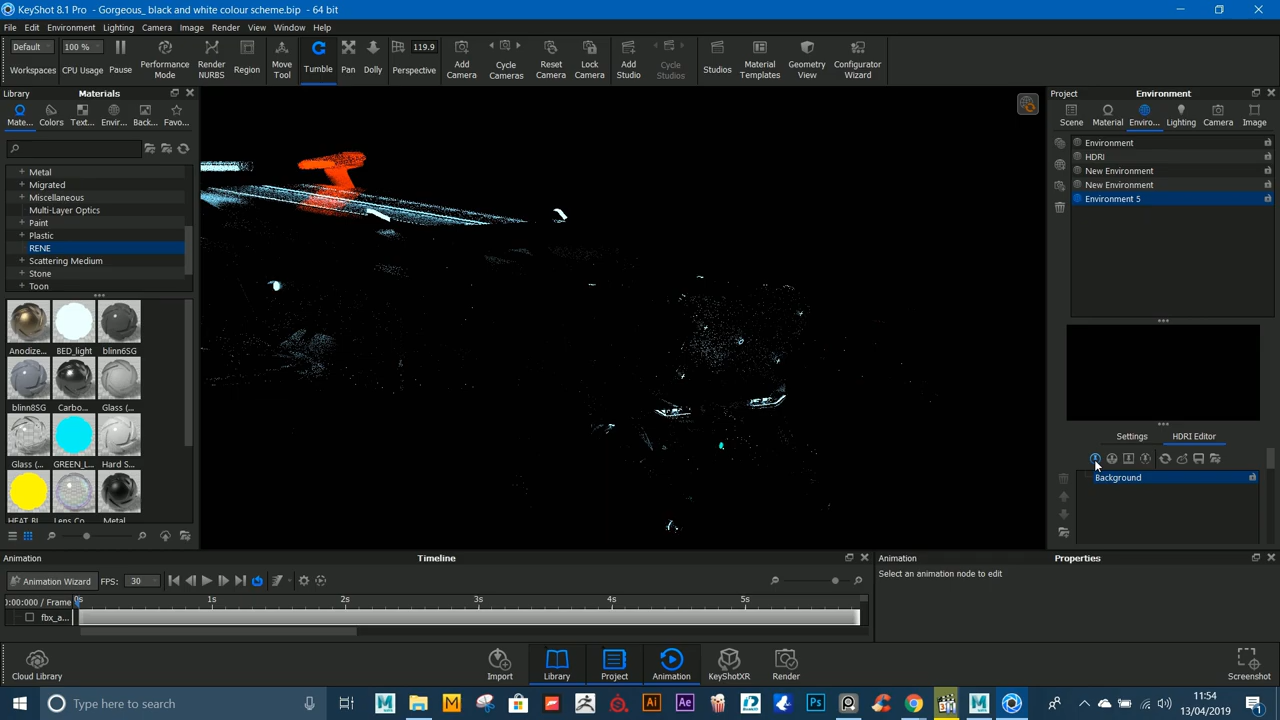 KeyShot 8.1 Pro - Gorgeous_ black and white colour scheme.bip - 64 bit
File Edit Environment Lighting Camera Image Render View Window Help
Default 100 % 119.9
Workspaces CPU Usage Pause Performance Mode Render NURBS Region Move Tool Tumble Pan Dolly Perspective Add Camera Cycle Cameras Reset Camera Lock Camera Add Studio Cycle Studios Studios Material Templates Geometry View Configurator Wizard
Library Materials
Mate... Colors Text... Envir... Back... Favo...
Metal
Migrated
Miscellaneous
Multi-Layer Optics
Paint
Plastic
RENE
Scattering Medium
Stone
Toon
Anodize... BED_light blinn6SG
blinn8SG Carbo... Glass (...
Glass (... GREEN_L... Hard S...
HEAT BI... Lens Co... Metal
Project Environment
Scene Material Enviro... Lighting Camera Image
Environment
HDRI
New Environment
New Environment
Environment 5
Settings HDRI Editor
Background
Animation Timeline
Animation Wizard FPS: 30
0:00:000 / Frame 0s 1s 2s 3s 4s 5s
fbx_a...
Animation Properties
Select an animation node to edit
Cloud Library Import Library Project Animation KeyShotXR Render Screenshot
Type here to search
11:54
13/04/2019